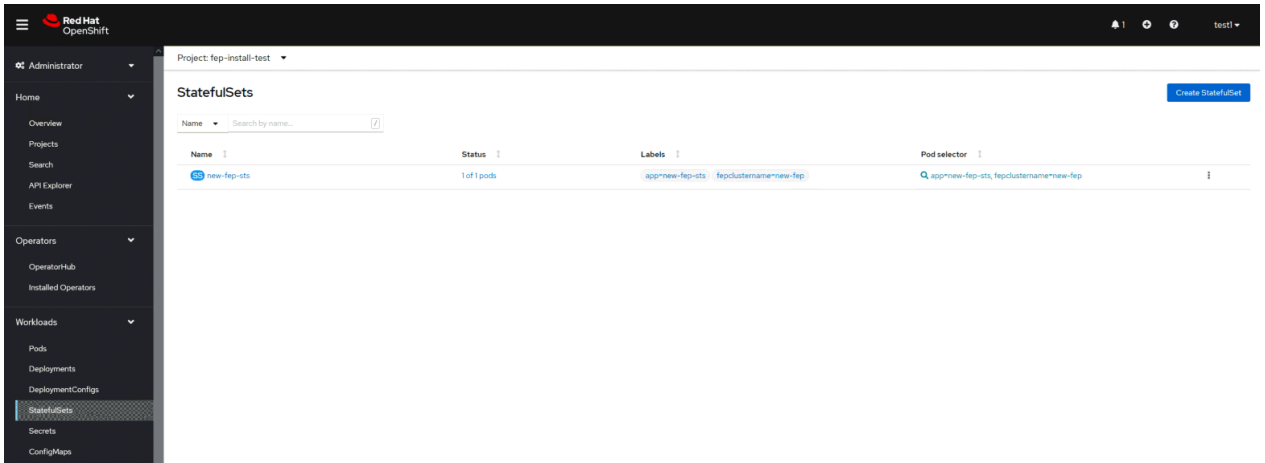 Red Hat
OpenShift
1
test1
Administrator
Project: fep-install-test
Home
StatefulSets
Create StatefulSet
Overview
Name Search by name... /
Projects
Name Status Labels Pod selector
Search
SS new-fep-sts 1 of 1 pods app=new-fep-sts fepclustername=new-fep app=new-fep-sts, fepclustername=new-fep
API Explorer
Events
Operators
OperatorHub
Installed Operators
Workloads
Pods
Deployments
DeploymentConfigs
StatefulSets
Secrets
ConfigMaps